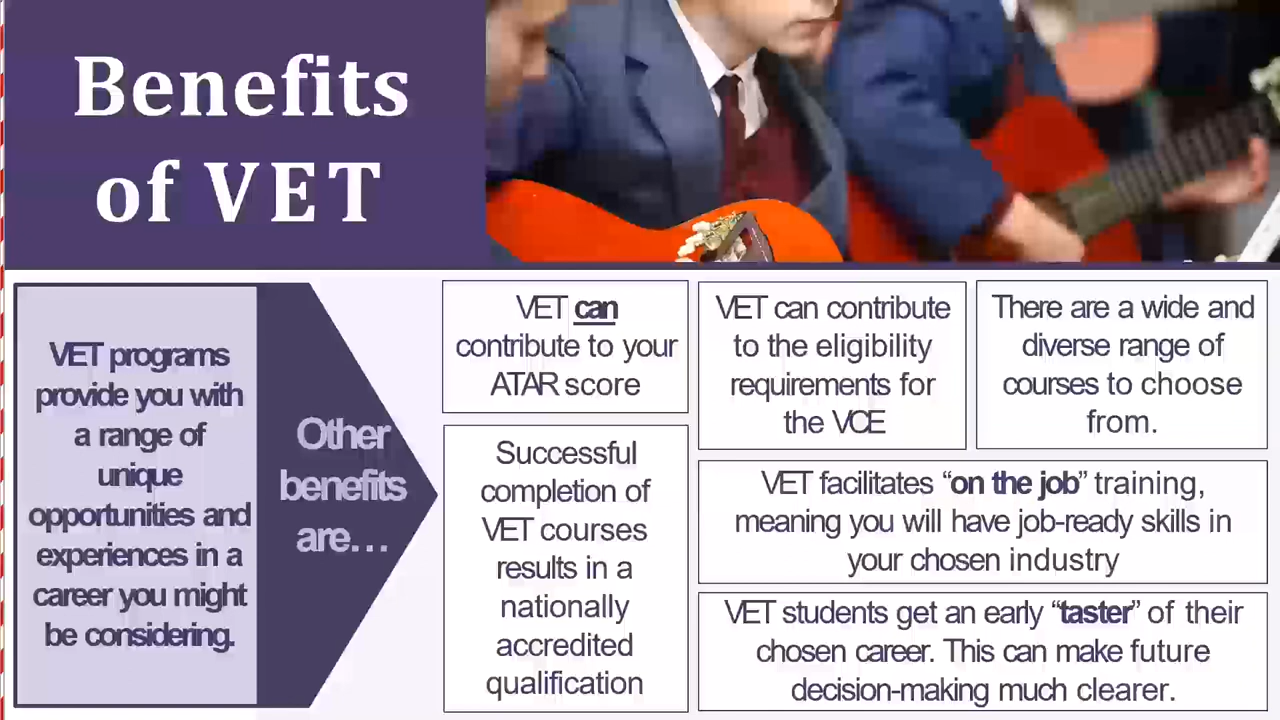 Benefits
of VET
VET programs
provide you with
a range of
unique
opportunities and
experiences in a
career you might
be considering.
Other
benefits
are…
VET can
contribute to your
ATAR score
VET can contribute
to the eligibility
requirements for
the VCE
There are a wide and
diverse range of
courses to choose
from.
Successful
completion of
VET courses
results in a
nationally
accredited
qualification
VET facilitates “on the job” training,
meaning you will have job-ready skills in
your chosen industry
VET students get an early “taster” of their
chosen career. This can make future
decision-making much clearer.